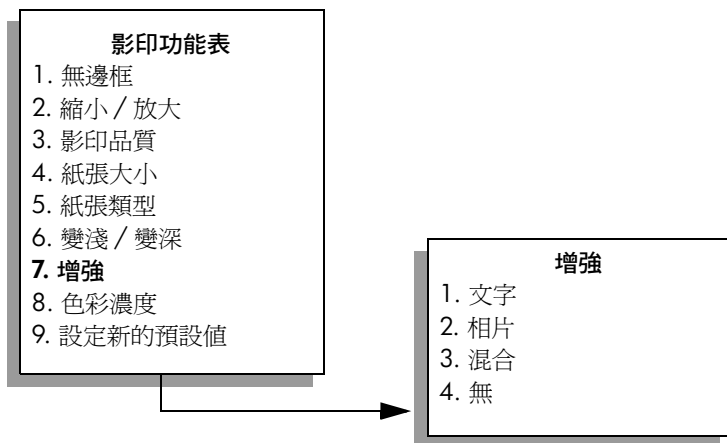 影印功能表
1. 無邊框
2. 縮小 / 放大
3. 影印品質
4. 紙張大小
5. 紙張類型
6. 變淺 / 變深
7. 增強
8. 色彩濃度
9. 設定新的預設值
增強
1. 文字
2. 相片
3. 混合
4. 無